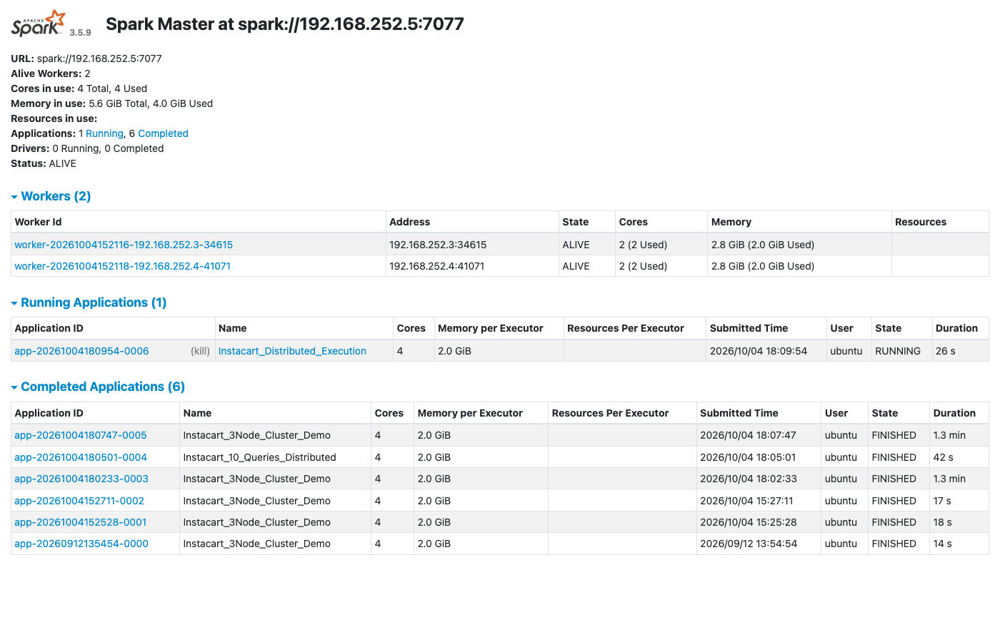 APACHE Spark 3.5.9 Spark Master at spark://192.168.252.5:7077
URL: spark://192.168.252.5:7077
Alive Workers: 2
Cores in use: 4 Total, 4 Used
Memory in use: 5.6 GiB Total, 4.0 GiB Used
Resources in use:
Applications: 1 Running, 6 Completed
Drivers: 0 Running, 0 Completed
Status: ALIVE
Workers (2)
Worker Id Address State Cores Memory Resources
worker-20261004152116-192.168.252.3-34615 192.168.252.3:34615 ALIVE 2 (2 Used) 2.8 GiB (2.0 GiB Used)
worker-20261004152118-192.168.252.4-41071 192.168.252.4:41071 ALIVE 2 (2 Used) 2.8 GiB (2.0 GiB Used)
Running Applications (1)
Application ID Name Cores Memory per Executor Resources Per Executor Submitted Time User State Duration
app-20261004180954-0006 (kill) Instacart_Distributed_Execution 4 2.0 GiB 2026/10/04 18:09:54 ubuntu RUNNING 26 s
Completed Applications (6)
Application ID Name Cores Memory per Executor Resources Per Executor Submitted Time User State Duration
app-20261004180747-0005 Instacart_3Node_Cluster_Demo 4 2.0 GiB 2026/10/04 18:07:47 ubuntu FINISHED 1.3 min
app-20261004180501-0004 Instacart_10_Queries_Distributed 4 2.0 GiB 2026/10/04 18:05:01 ubuntu FINISHED 42 s
app-20261004180233-0003 Instacart_3Node_Cluster_Demo 4 2.0 GiB 2026/10/04 18:02:33 ubuntu FINISHED 1.3 min
app-20261004152711-0002 Instacart_3Node_Cluster_Demo 4 2.0 GiB 2026/10/04 15:27:11 ubuntu FINISHED 17 s
app-20261004152528-0001 Instacart_3Node_Cluster_Demo 4 2.0 GiB 2026/10/04 15:25:28 ubuntu FINISHED 18 s
app-20260912135454-0000 Instacart_3Node_Cluster_Demo 4 2.0 GiB 2026/09/12 13:54:54 ubuntu FINISHED 14 s